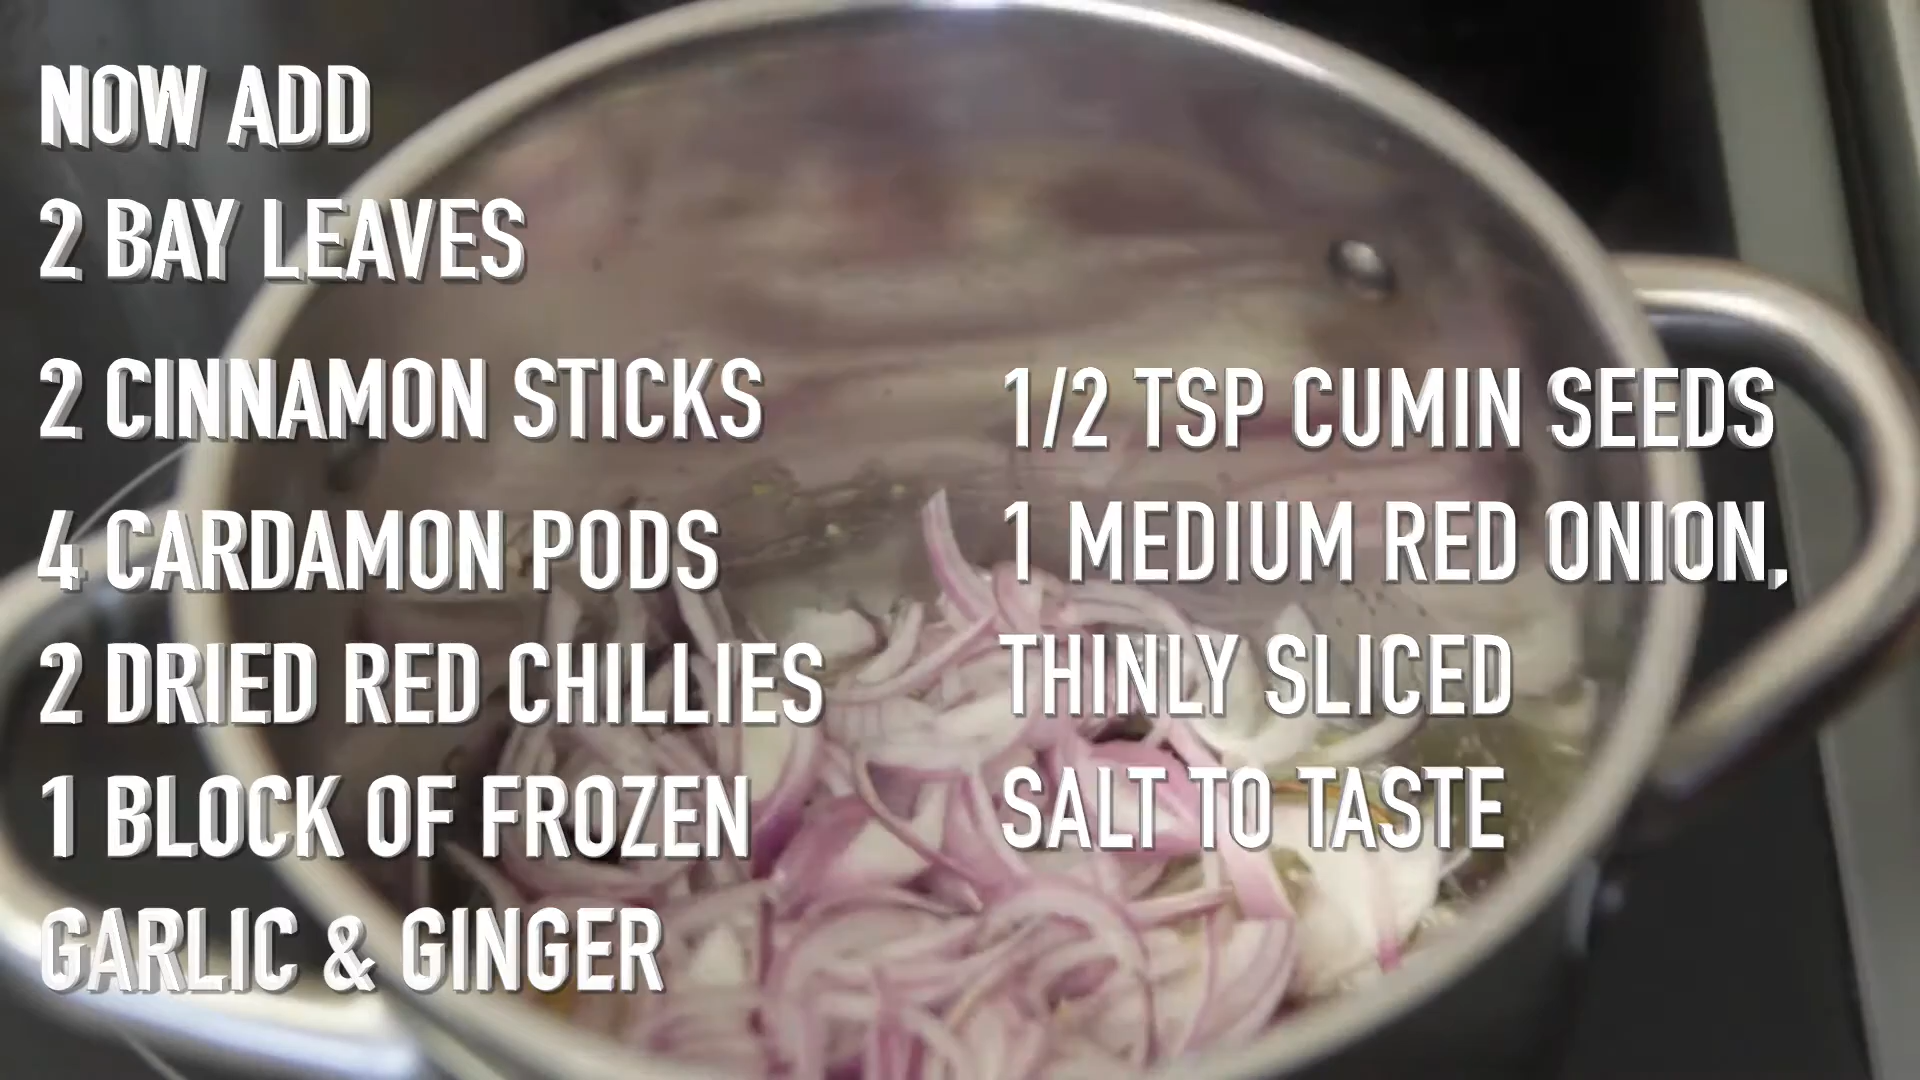 NOW ADD
2 BAY LEAVES
2 CINNAMON STICKS
4 CARDAMON PODS
2 DRIED RED CHILLIES
1 BLOCK OF FROZEN
GARLIC & GINGER
1/2 TSP CUMIN SEEDS
1 MEDIUM RED ONION,
THINLY SLICED
SALT TO TASTE